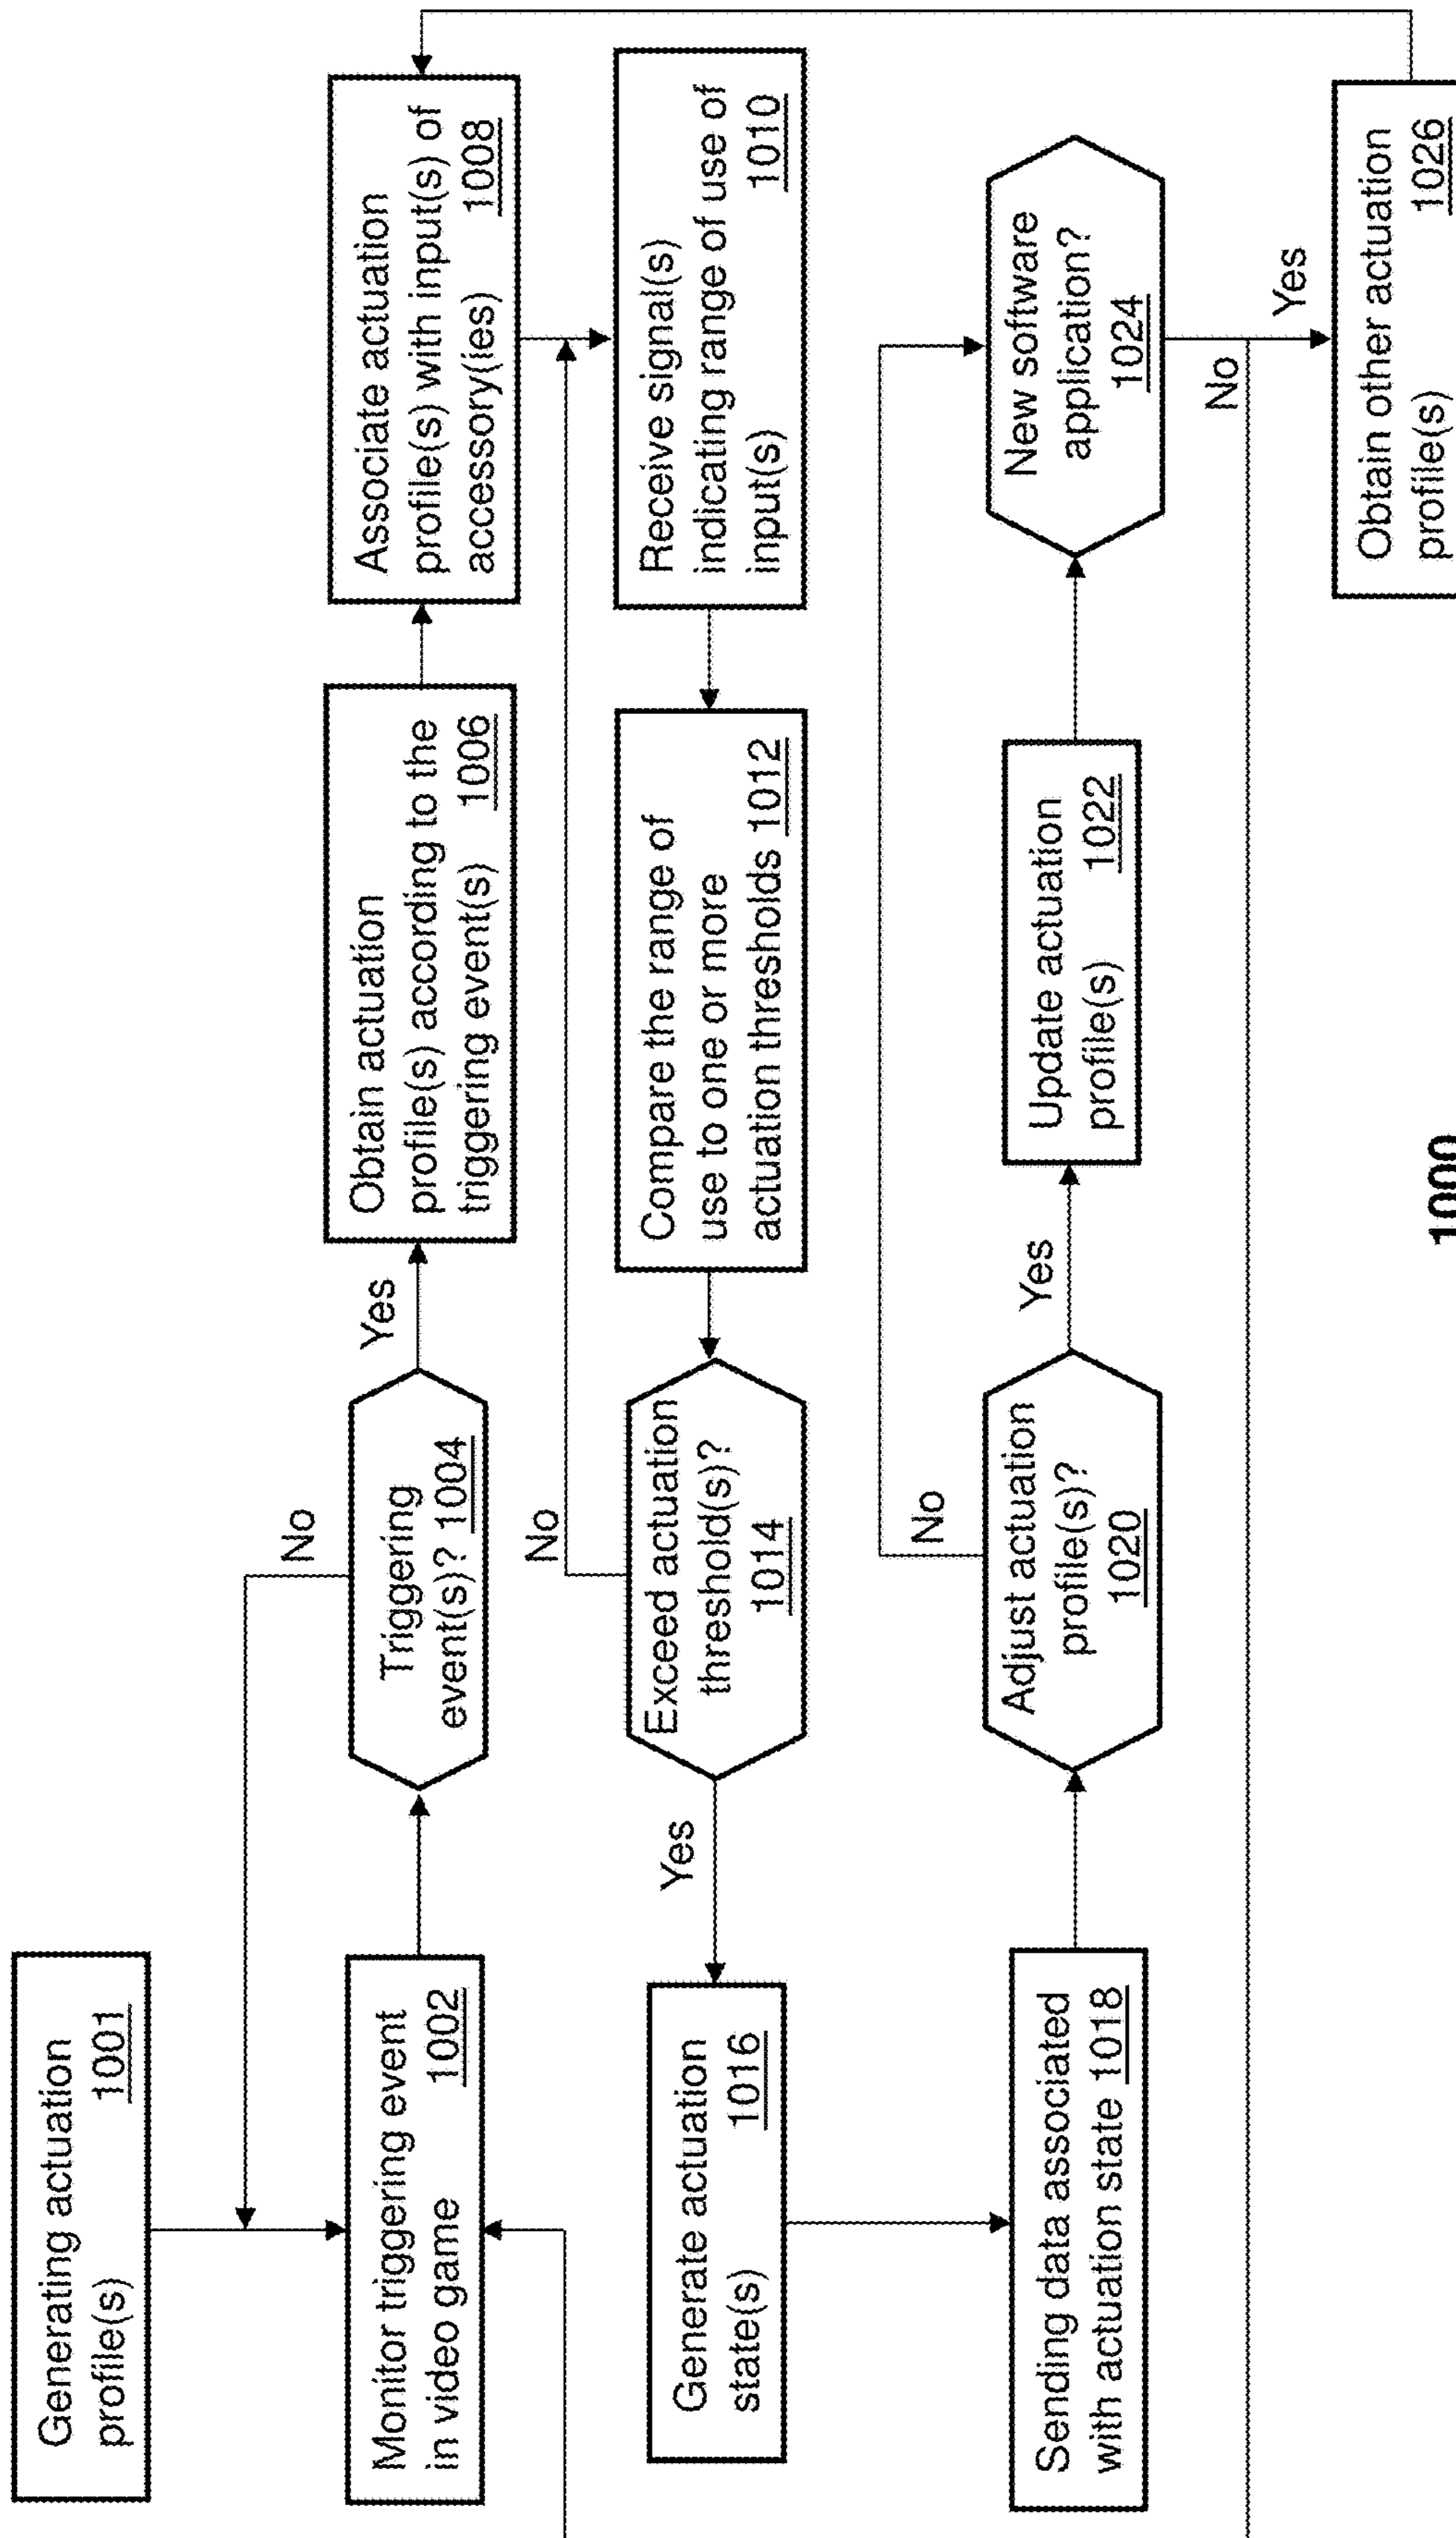 Generating actuation
profile(s) 1001
Monitor triggering event
in video game 1002
Triggering
event(s)? 1004
No
Yes
Obtain actuation
profile(s) according to the
triggering event(s) 1006
Associate actuation
profile(s) with input(s) of
accessory(ies) 1008
Receive signal(s)
indicating range of use of
input(s) 1010
Compare the range of
use to one or more
actuation thresholds 1012
Exceed actuation
threshold(s)?
1014
No
Yes
Generate actuation
state(s) 1016
Sending data associated
with actuation state 1018
Adjust actuation
profile(s)?
1020
No
Yes
Update actuation
profile(s) 1022
New software
application?
1024
No
Yes
Obtain other actuation
profile(s) 1026
1000